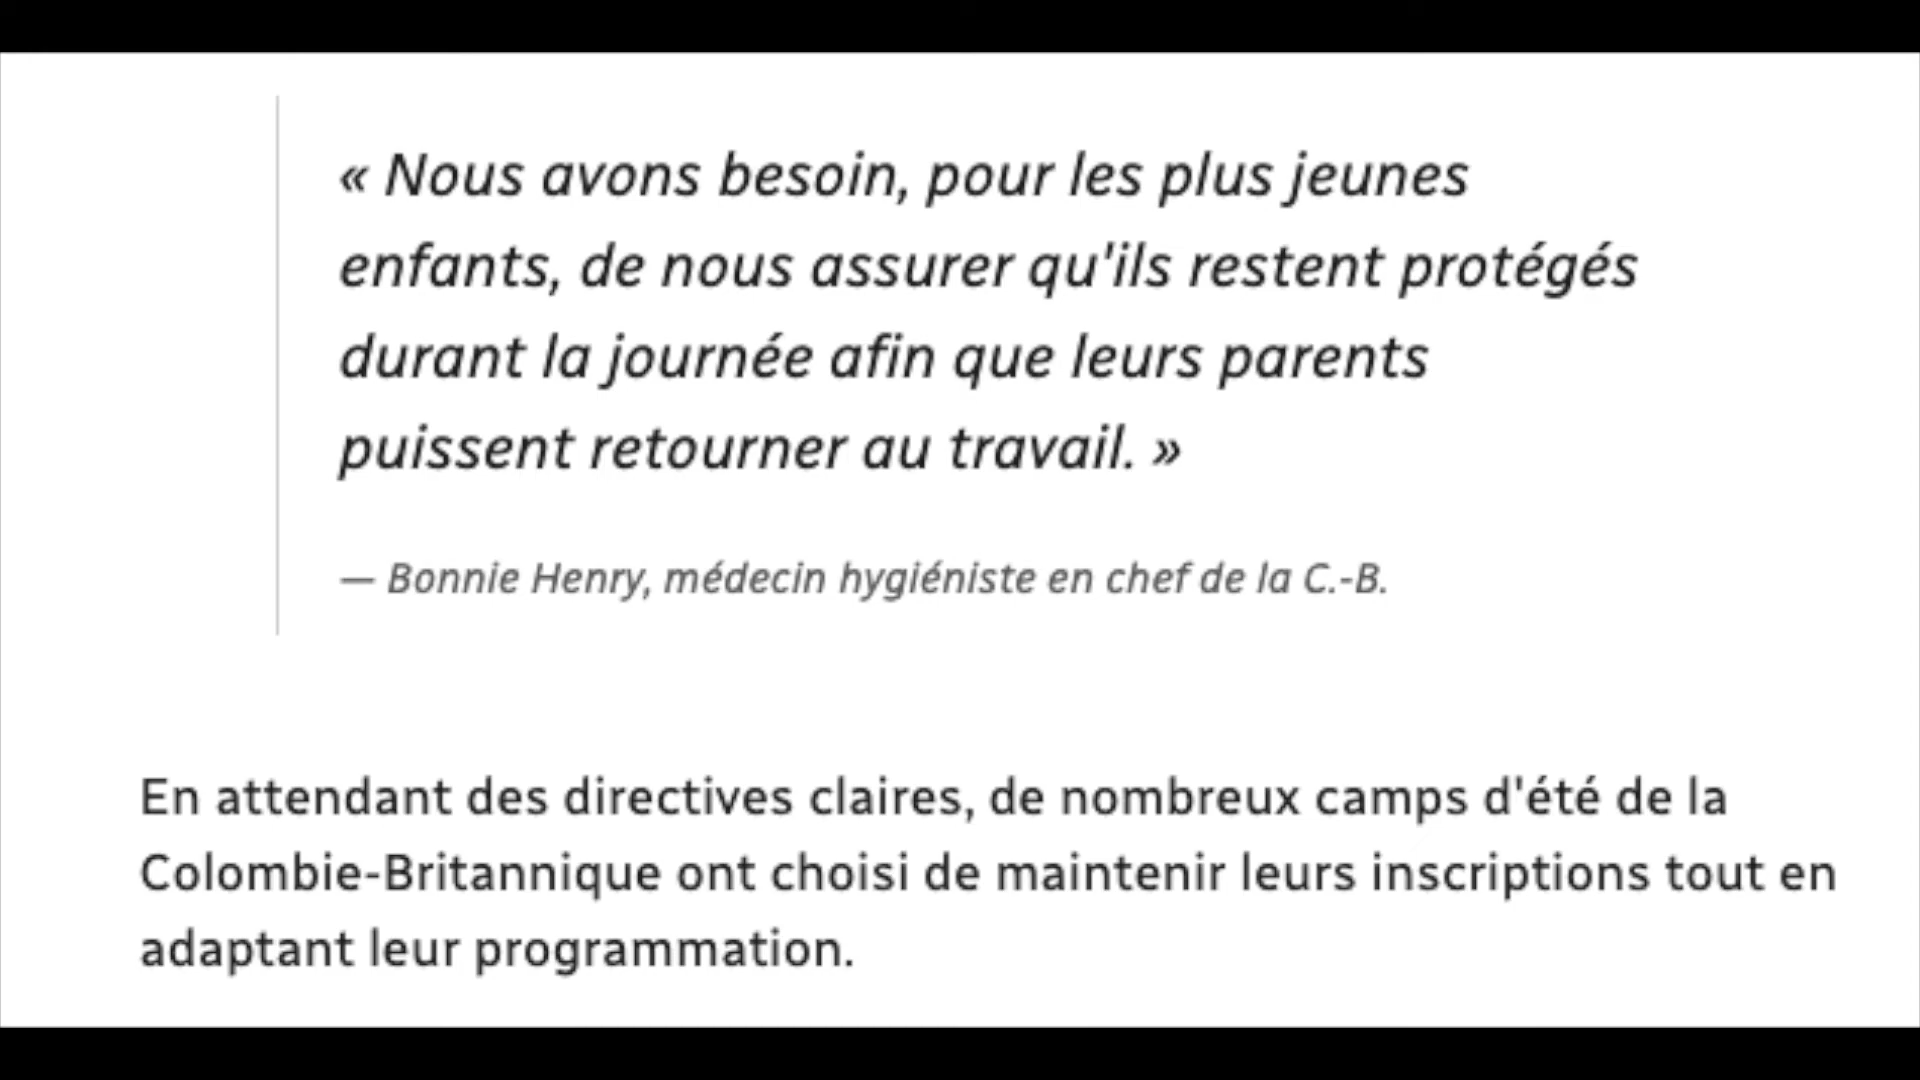 « Nous avons besoin, pour les plus jeunes
enfants, de nous assurer qu'ils restent protégés
durant la journée afin que leurs parents
puissent retourner au travail. »
— Bonnie Henry, médecin hygiéniste en chef de la C.-B.
En attendant des directives claires, de nombreux camps d'été de la
Colombie-Britannique ont choisi de maintenir leurs inscriptions tout en
adaptant leur programmation.